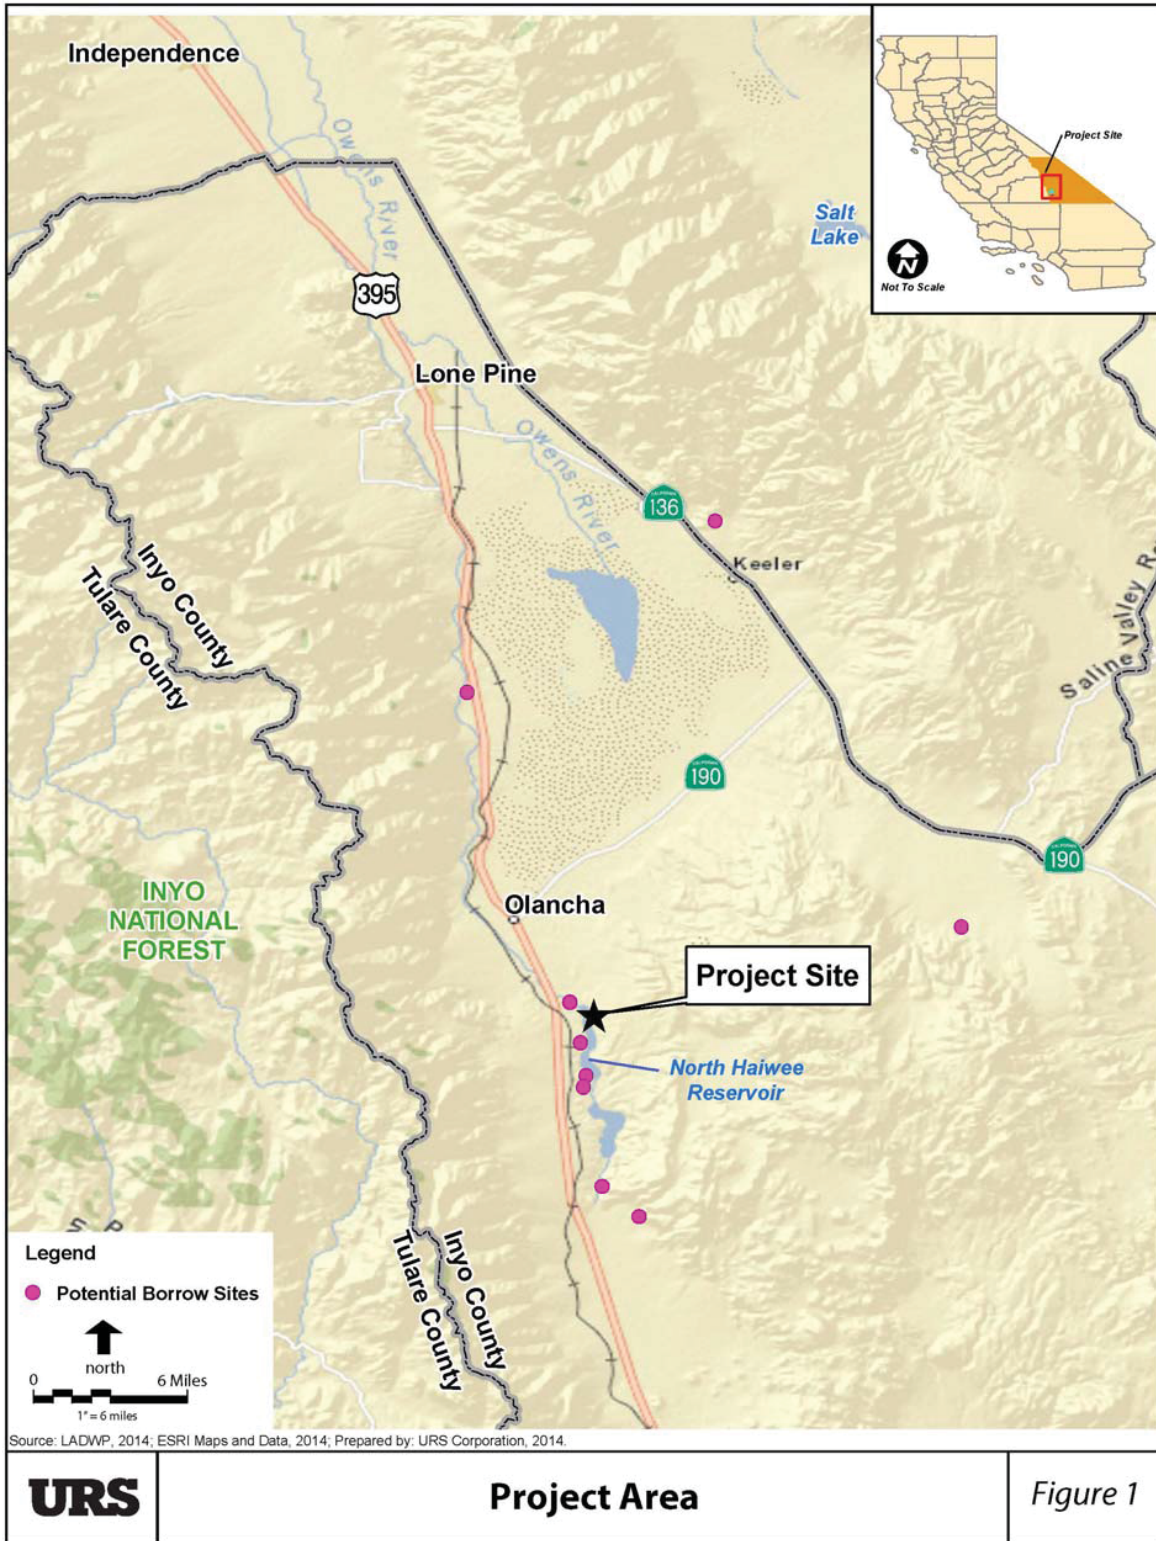 Independence
Project Site
Salt
Lake
N
Not To Scale
Owens River
395
Lone Pine
Owens River
CALIFORNIA
136
Keeler
Inyo County
Tulare County
Saline Valley
CALIFORNIA
190
CALIFORNIA
190
INYO
NATIONAL
FOREST
Olancha
Project Site
North Haiwee
Reservoir
Inyo County
Tulare County
Legend
Potential Borrow Sites
north
0 6 Miles
1" = 6 miles
Source: LADWP, 2014; ESRI Maps and Data, 2014; Prepared by: URS Corporation, 2014.
URS
Project Area
Figure 1